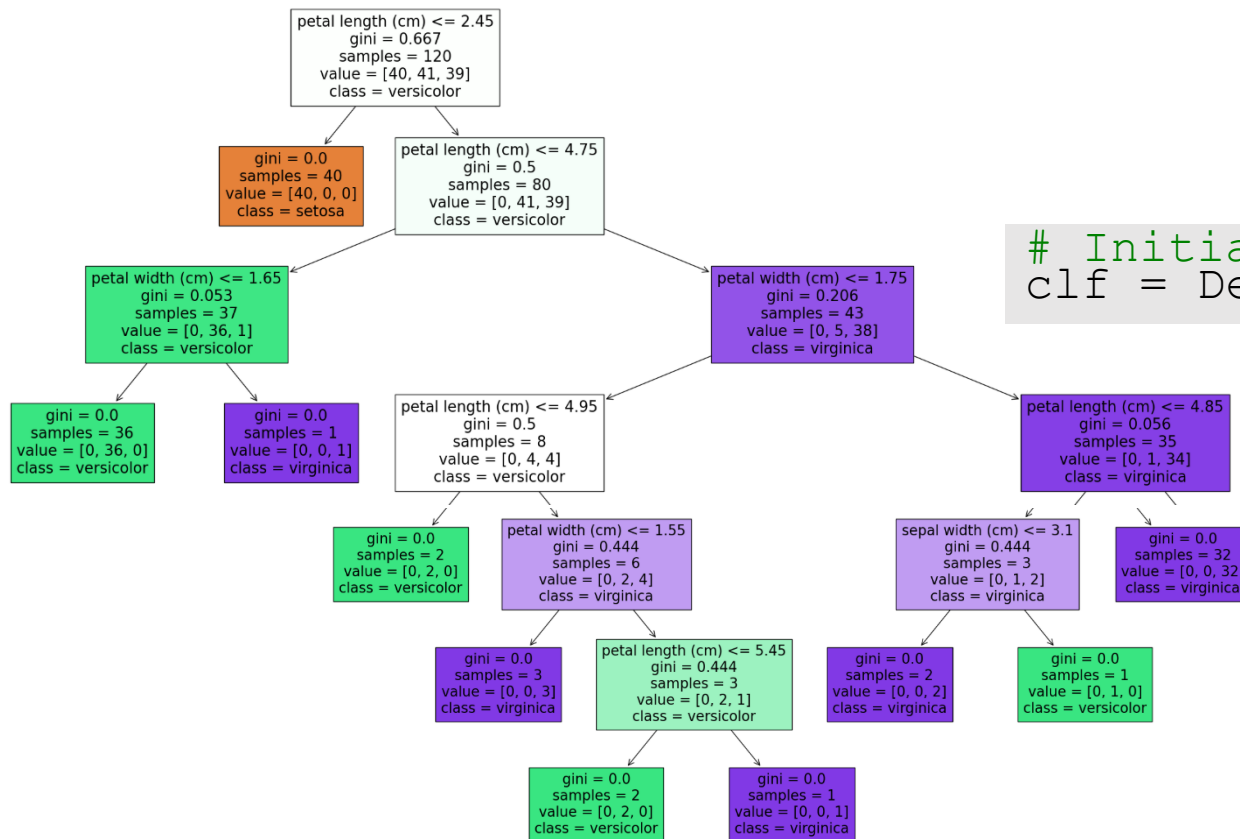 petal length (cm) <= 2.45
gini = 0.667
samples = 120
value = [40, 41, 39]
class = versicolor
gini = 0.0
samples = 40
value = [40, 0, 0]
class = setosa
petal length (cm) <= 4.75
gini = 0.5
samples = 80
value = [0, 41, 39]
class = versicolor
# Initia
clf = De
petal width (cm) <= 1.65
gini = 0.053
samples = 37
value = [0, 36, 1]
class = versicolor
petal width (cm) <= 1.75
gini = 0.206
samples = 43
value = [0, 5, 38]
class = virginica
gini = 0.0
samples = 36
value = [0, 36, 0]
class = versicolor
gini = 0.0
samples = 1
value = [0, 0, 1]
class = virginica
petal length (cm) <= 4.95
gini = 0.5
samples = 8
value = [0, 4, 4]
class = versicolor
petal length (cm) <= 4.85
gini = 0.056
samples = 35
value = [0, 1, 34]
class = virginica
gini = 0.0
samples = 2
value = [0, 2, 0]
class = versicolor
petal width (cm) <= 1.55
gini = 0.444
samples = 6
value = [0, 2, 4]
class = virginica
sepal width (cm) <= 3.1
gini = 0.444
samples = 3
value = [0, 1, 2]
class = virginica
gini = 0.0
samples = 32
value = [0, 0, 32
class = virginica
gini = 0.0
samples = 3
value = [0, 0, 3]
class = virginica
petal length (cm) <= 5.45
gini = 0.444
samples = 3
value = [0, 2, 1]
class = versicolor
gini = 0.0
samples = 2
value = [0, 0, 2]
class = virginica
gini = 0.0
samples = 1
value = [0, 1, 0]
class = versicolor
gini = 0.0
samples = 2
value = [0, 2, 0]
class = versicolor
gini = 0.0
samples = 1
value = [0, 0, 1]
class = virginica